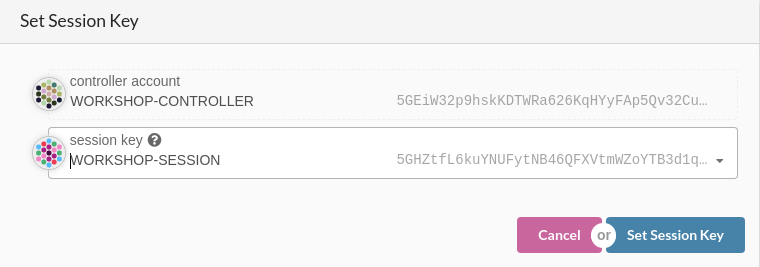 Set Session Key
controller account
WORKSHOP-CONTROLLER 5GEiW32p9hskKDTWRa626KqHYyFAp5Qv32Cu…
session key ?
WORKSHOP-SESSION 5GHZtfL6kuYNUFytNB46QFXVtmWZoYTB3d1q…
Cancel or Set Session Key